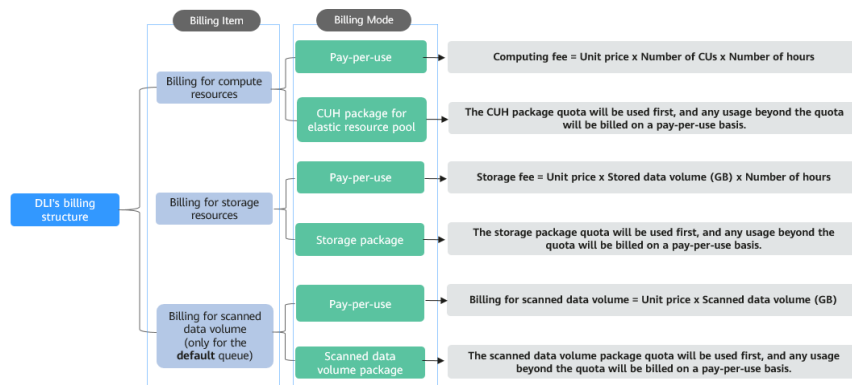 Billing Item
Billing Mode
DLI's billing
structure
Billing for compute
resources
Pay-per-use
Computing fee = Unit price x Number of CUs x Number of hours
CUH package for
elastic resource pool
The CUH package quota will be used first, and any usage beyond the quota
will be billed on a pay-per-use basis.
Billing for storage
resources
Pay-per-use
Storage fee = Unit price x Stored data volume (GB) x Number of hours
Storage package
The storage package quota will be used first, and any usage beyond the
quota will be billed on a pay-per-use basis.
Billing for scanned
data volume
(only for the
default queue)
Pay-per-use
Billing for scanned data volume = Unit price x Scanned data volume (GB)
Scanned data
volume package
The scanned data volume package quota will be used first, and any usage
beyond the quota will be billed on a pay-per-use basis.